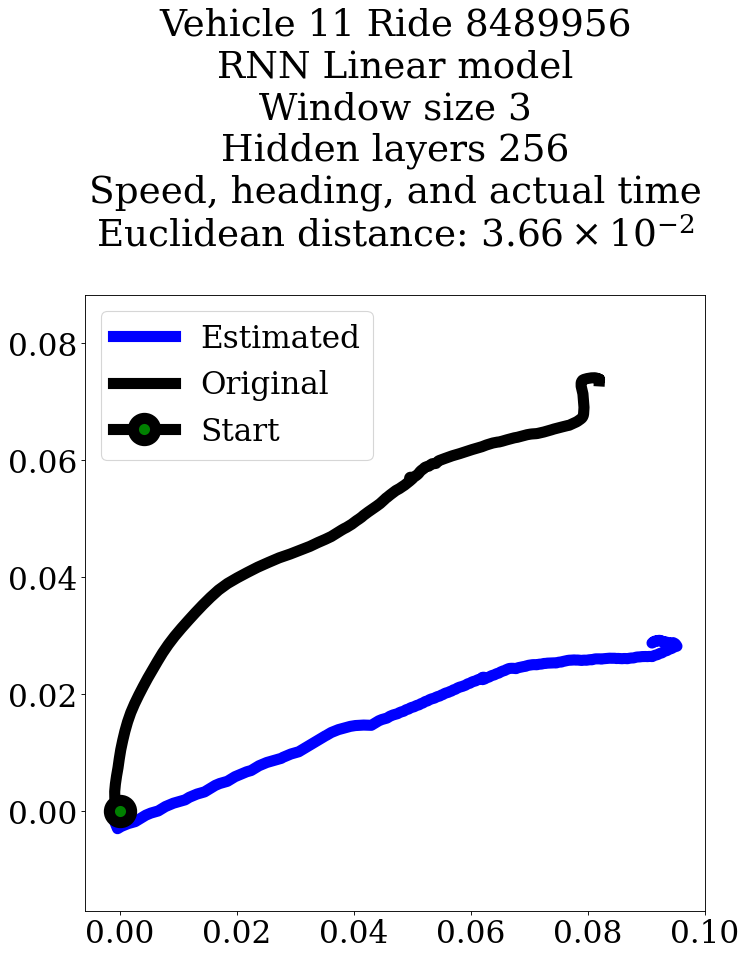 Vehicle 11 Ride 8489956
RNN Linear model
Window size 3
Hidden layers 256
Speed, heading, and actual time
Euclidean distance: 3.66 × 10⁻²
Estimated
Original
Start
0.08
0.06
0.04
0.02
0.00
0.00 0.02 0.04 0.06 0.08 0.10